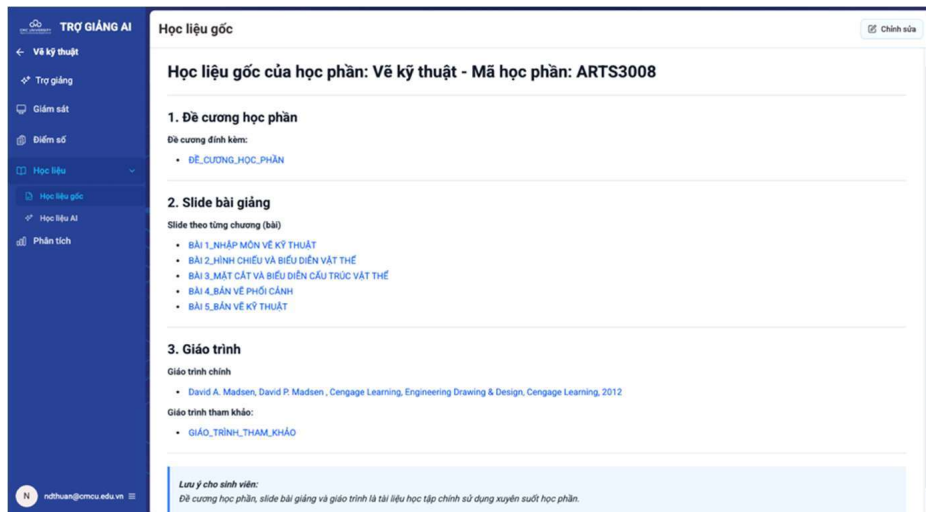 CMC UNIVERSITY
TRỢ GIẢNG AI
Vẽ kỹ thuật
Trợ giảng
Giám sát
Điểm số
Học liệu
Học liệu gốc
Học liệu AI
Phân tích
N
ndthuan@cmcu.edu.vn
Học liệu gốc
Chỉnh sửa
Học liệu gốc của học phần: Vẽ kỹ thuật - Mã học phần: ARTS3008
1. Đề cương học phần
Đề cương đính kèm:
• ĐỀ_CƯƠNG_HỌC_PHẦN
2. Slide bài giảng
Slide theo từng chương (bài)
• BÀI 1_NHẬP MÔN VẼ KỸ THUẬT
• BÀI 2_HÌNH CHIẾU VÀ BIỂU DIỄN VẬT THỂ
• BÀI 3_MẶT CẮT VÀ BIỂU DIỄN CẤU TRÚC VẬT THỂ
• BÀI 4_BẢN VẼ PHỐI CẢNH
• BÀI 5_BẢN VẼ KỸ THUẬT
3. Giáo trình
Giáo trình chính
• David A. Madsen, David P. Madsen , Cengage Learning, Engineering Drawing & Design, Cengage Learning, 2012
Giáo trình tham khảo:
• GIÁO_TRÌNH_THAM_KHẢO
Lưu ý cho sinh viên:
Đề cương học phần, slide bài giảng và giáo trình là tài liệu học tập chính sử dụng xuyên suốt học phần.